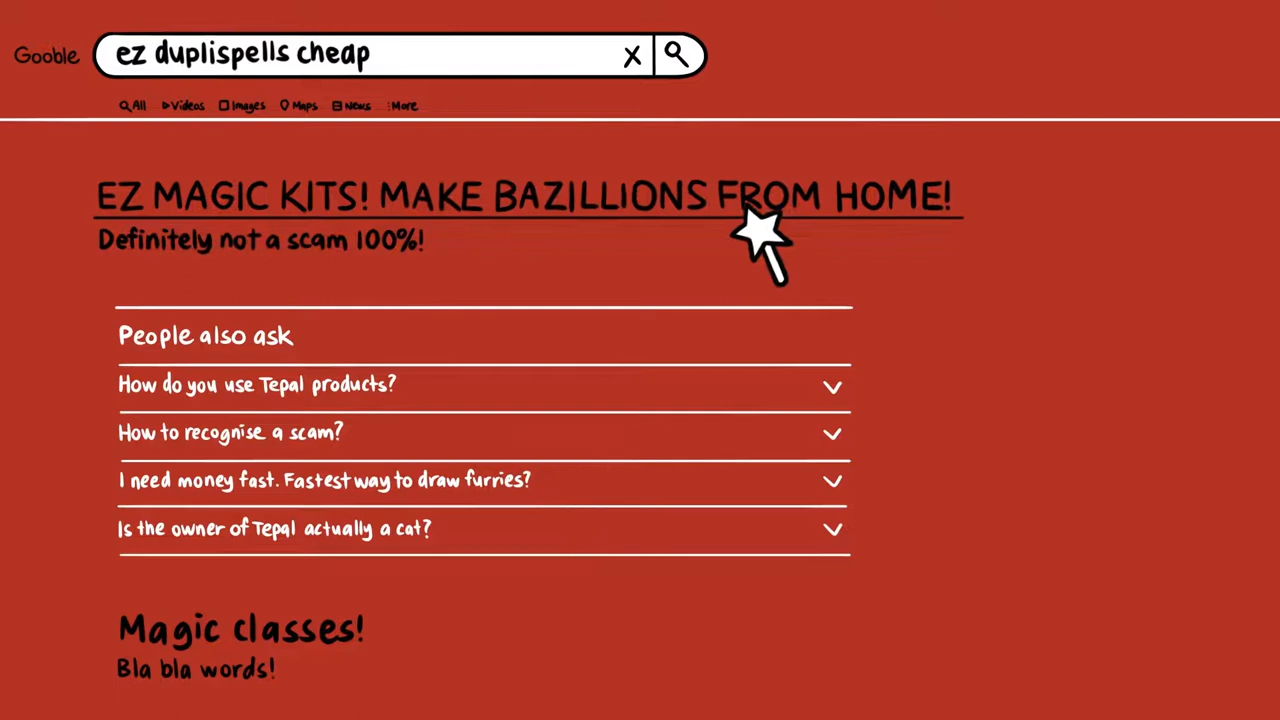 Gooble
ez duplispells cheap
All Videos Images Maps News More
EZ MAGIC KITS! MAKE BAZILLIONS FROM HOME!
Definitely not a scam 100%!
People also ask
How do you use Tepal products?
How to recognise a scam?
I need money fast. Fastest way to draw furries?
Is the owner of Tepal actually a cat?
Magic classes!
Bla bla words!